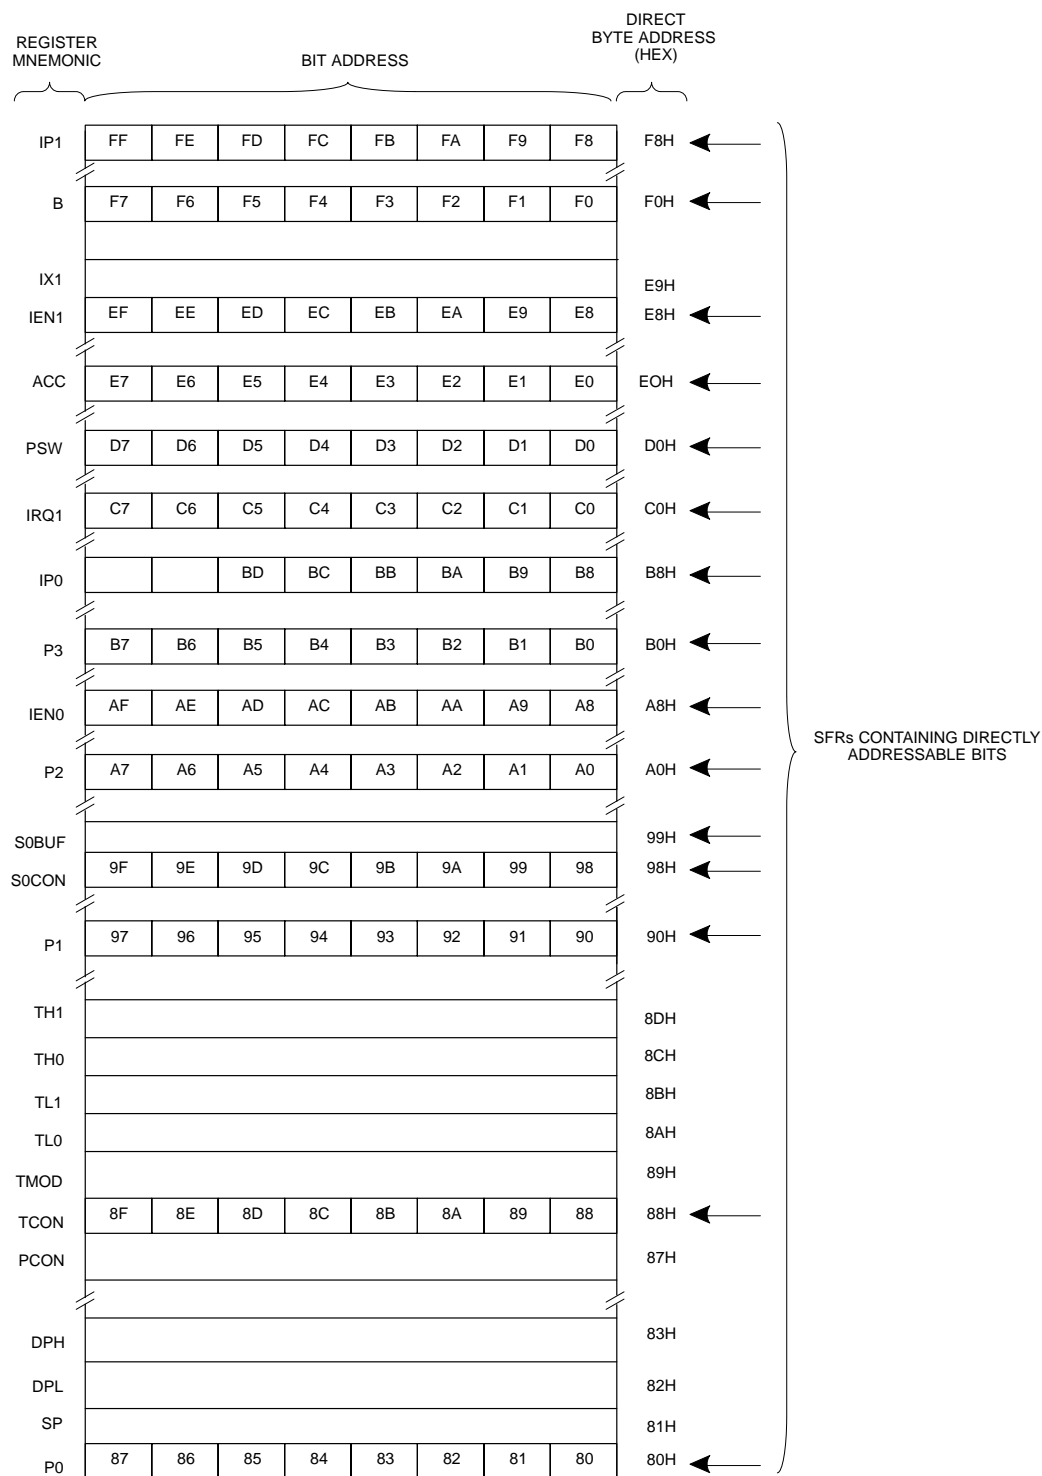 REGISTER
MNEMONIC
BIT ADDRESS
DIRECT
BYTE ADDRESS
(HEX)
IP1 FF FE FD FC FB FA F9 F8 F8H
B F7 F6 F5 F4 F3 F2 F1 F0 F0H
IX1 E9H
IEN1 EF EE ED EC EB EA E9 E8 E8H
ACC E7 E6 E5 E4 E3 E2 E1 E0 EOH
PSW D7 D6 D5 D4 D3 D2 D1 D0 D0H
IRQ1 C7 C6 C5 C4 C3 C2 C1 C0 C0H
IP0 BD BC BB BA B9 B8 B8H
P3 B7 B6 B5 B4 B3 B2 B1 B0 B0H
IEN0 AF AE AD AC AB AA A9 A8 A8H
SFRs CONTAINING DIRECTLY
ADDRESSABLE BITS
P2 A7 A6 A5 A4 A3 A2 A1 A0 A0H
S0BUF 99H
S0CON 9F 9E 9D 9C 9B 9A 99 98 98H
P1 97 96 95 94 93 92 91 90 90H
TH1 8DH
TH0 8CH
TL1 8BH
TL0 8AH
TMOD 89H
TCON 8F 8E 8D 8C 8B 8A 89 88 88H
PCON 87H
DPH 83H
DPL 82H
SP 81H
P0 87 86 85 84 83 82 81 80 80H